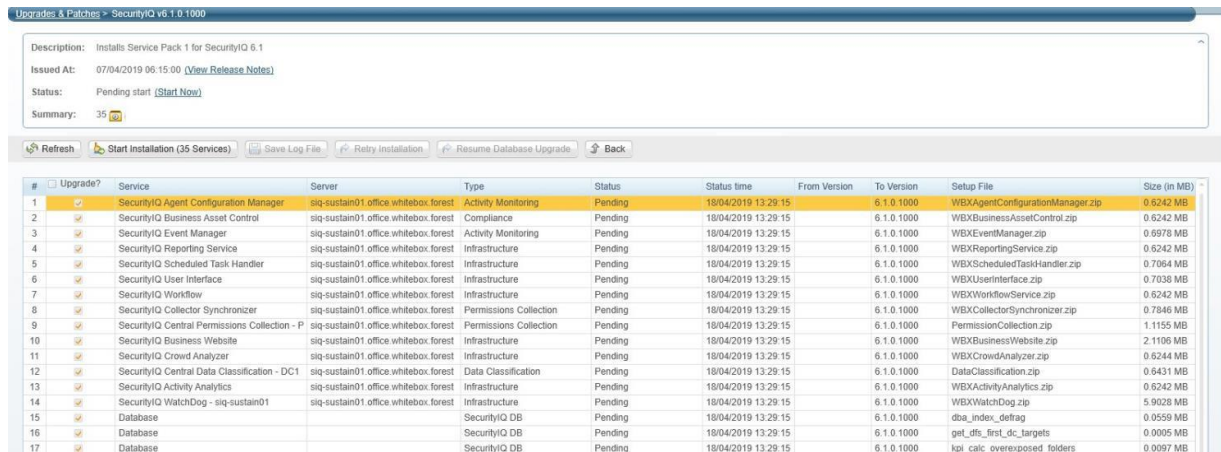 Upgrades & Patches > SecurityIQ v6.1.0.1000
Description: Installs Service Pack 1 for SecurityIQ 6.1
Issued At: 07/04/2019 06:15:00 (View Release Notes)
Status: Pending start (Start Now)
Summary: 35
Refresh Start Installation (35 Services) Save Log File Retry Installation Resume Database Upgrade Back
# Upgrade? Service Server Type Status Status time From Version To Version Setup File Size (in MB)
1 SecurityIQ Agent Configuration Manager siq-sustain01.office.whitebox.forest Activity Monitoring Pending 18/04/2019 13:29:15 6.1.0.1000 WBXAgentConfigurationManager.zip 0.6242 MB
2 SecurityIQ Business Asset Control siq-sustain01.office.whitebox.forest Compliance Pending 18/04/2019 13:29:15 6.1.0.1000 WBXBusinessAssetControl.zip 0.6242 MB
3 SecurityIQ Event Manager siq-sustain01.office.whitebox.forest Activity Monitoring Pending 18/04/2019 13:29:15 6.1.0.1000 WBXEventManager.zip 0.6978 MB
4 SecurityIQ Reporting Service siq-sustain01.office.whitebox.forest Infrastructure Pending 18/04/2019 13:29:15 6.1.0.1000 WBXReportingService.zip 0.6242 MB
5 SecurityIQ Scheduled Task Handler siq-sustain01.office.whitebox.forest Infrastructure Pending 18/04/2019 13:29:15 6.1.0.1000 WBXScheduledTaskHandler.zip 0.7064 MB
6 SecurityIQ User Interface siq-sustain01.office.whitebox.forest Infrastructure Pending 18/04/2019 13:29:15 6.1.0.1000 WBXUserInterface.zip 0.7038 MB
7 SecurityIQ Workflow siq-sustain01.office.whitebox.forest Infrastructure Pending 18/04/2019 13:29:15 6.1.0.1000 WBXWorkflowService.zip 0.6242 MB
8 SecurityIQ Collector Synchronizer siq-sustain01.office.whitebox.forest Permissions Collection Pending 18/04/2019 13:29:15 6.1.0.1000 WBXCollectorSynchronizer.zip 0.7846 MB
9 SecurityIQ Central Permissions Collection - P siq-sustain01.office.whitebox.forest Permissions Collection Pending 18/04/2019 13:29:15 6.1.0.1000 PermissionCollection.zip 1.1155 MB
10 SecurityIQ Business Website siq-sustain01.office.whitebox.forest Infrastructure Pending 18/04/2019 13:29:15 6.1.0.1000 WBXBusinessWebsite.zip 2.1106 MB
11 SecurityIQ Crowd Analyzer siq-sustain01.office.whitebox.forest Infrastructure Pending 18/04/2019 13:29:15 6.1.0.1000 WBXCrowdAnalyzer.zip 0.6244 MB
12 SecurityIQ Central Data Classification - DC1 siq-sustain01.office.whitebox.forest Data Classification Pending 18/04/2019 13:29:15 6.1.0.1000 DataClassification.zip 0.6431 MB
13 SecurityIQ Activity Analytics siq-sustain01.office.whitebox.forest Infrastructure Pending 18/04/2019 13:29:15 6.1.0.1000 WBXActivityAnalytics.zip 0.6242 MB
14 SecurityIQ WatchDog - siq-sustain01 siq-sustain01.office.whitebox.forest Infrastructure Pending 18/04/2019 13:29:15 6.1.0.1000 WBXWatchDog.zip 5.9028 MB
15 Database SecurityIQ DB Pending 18/04/2019 13:29:15 6.1.0.1000 dba_index_defrag 0.0559 MB
16 Database SecurityIQ DB Pending 18/04/2019 13:29:15 6.1.0.1000 get_dfs_first_dc_targets 0.0005 MB
17 Database SecurityIQ DB Pending 18/04/2019 13:29:15 6.1.0.1000 kpi_calc_overexposed_folders 0.0097 MB